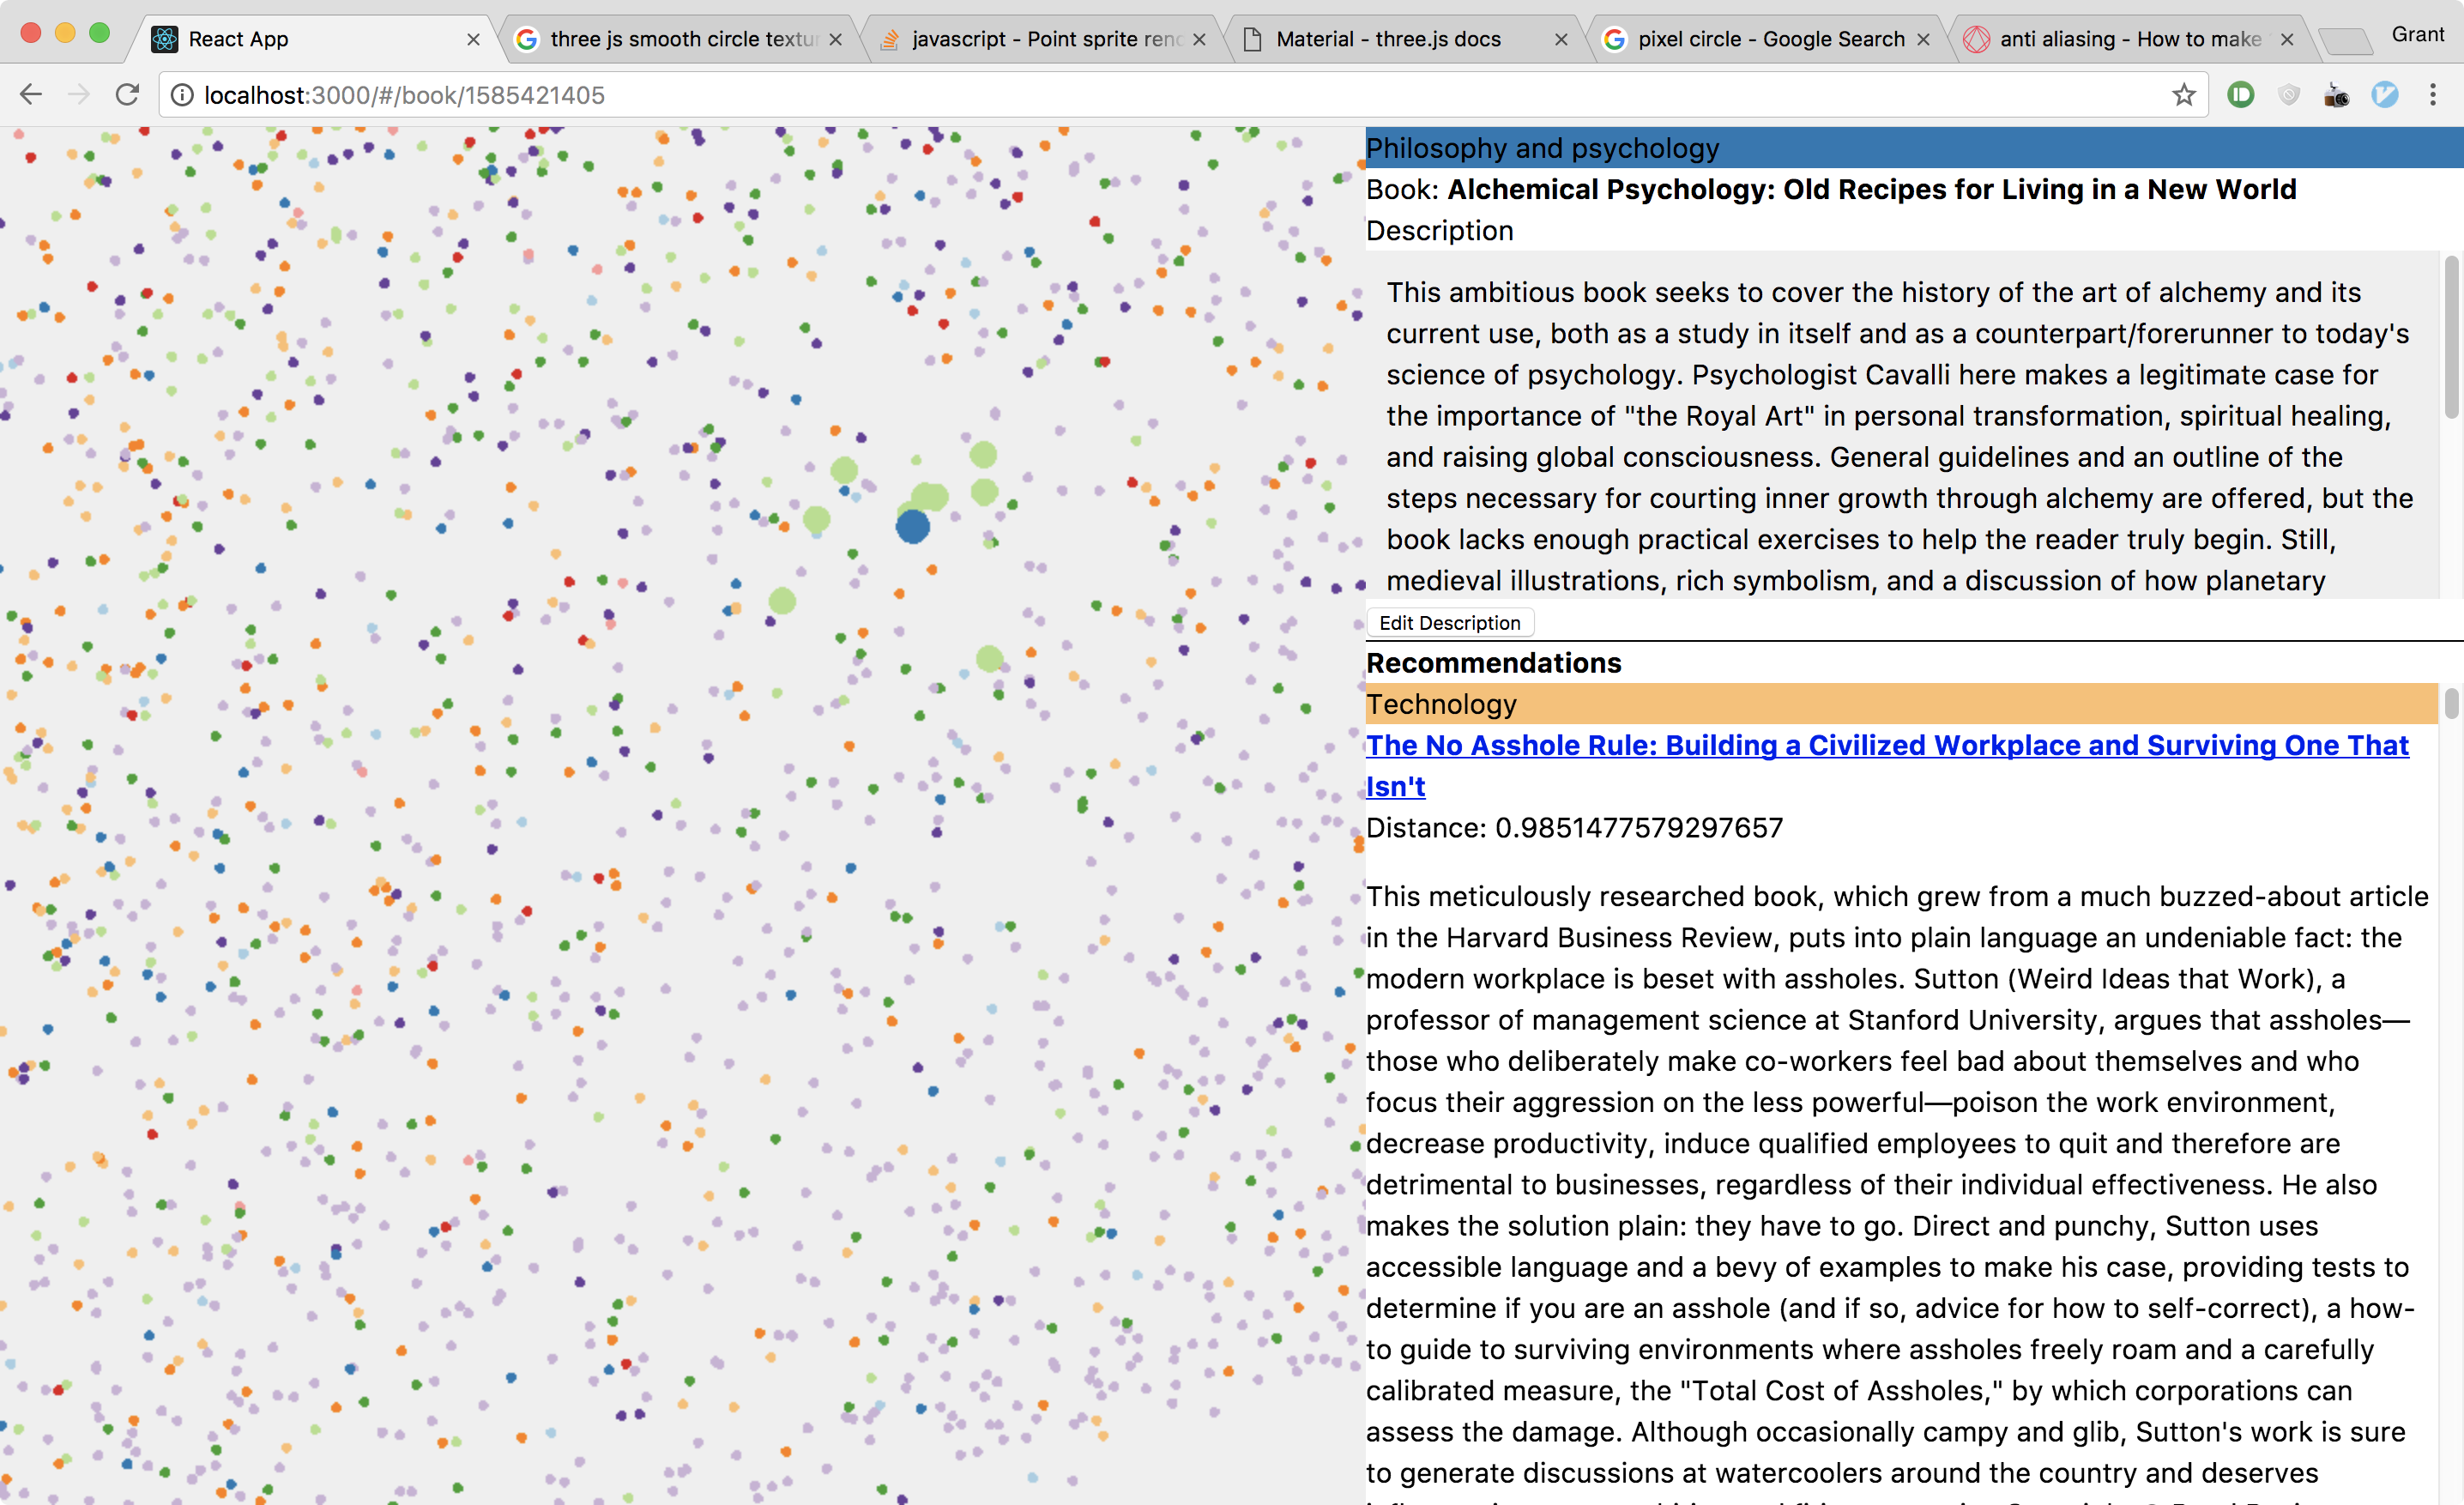 React App
three js smooth circle textur
javascript - Point sprite rend
Material - three.js docs
pixel circle - Google Search
anti aliasing - How to make
Grant
localhost:3000/#/book/1585421405
Philosophy and psychology
Book: Alchemical Psychology: Old Recipes for Living in a New World
Description
This ambitious book seeks to cover the history of the art of alchemy and its
current use, both as a study in itself and as a counterpart/forerunner to today's
science of psychology. Psychologist Cavalli here makes a legitimate case for
the importance of "the Royal Art" in personal transformation, spiritual healing,
and raising global consciousness. General guidelines and an outline of the
steps necessary for courting inner growth through alchemy are offered, but the
book lacks enough practical exercises to help the reader truly begin. Still,
medieval illustrations, rich symbolism, and a discussion of how planetary
Edit Description
Recommendations
Technology
The No Asshole Rule: Building a Civilized Workplace and Surviving One That
Isn't
Distance: 0.9851477579297657
This meticulously researched book, which grew from a much buzzed-about article
in the Harvard Business Review, puts into plain language an undeniable fact: the
modern workplace is beset with assholes. Sutton (Weird Ideas that Work), a
professor of management science at Stanford University, argues that assholes—
those who deliberately make co-workers feel bad about themselves and who
focus their aggression on the less powerful—poison the work environment,
decrease productivity, induce qualified employees to quit and therefore are
detrimental to businesses, regardless of their individual effectiveness. He also
makes the solution plain: they have to go. Direct and punchy, Sutton uses
accessible language and a bevy of examples to make his case, providing tests to
determine if you are an asshole (and if so, advice for how to self-correct), a how-
to guide to surviving environments where assholes freely roam and a carefully
calibrated measure, the "Total Cost of Assholes," by which corporations can
assess the damage. Although occasionally campy and glib, Sutton's work is sure
to generate discussions at watercoolers around the country and deserves